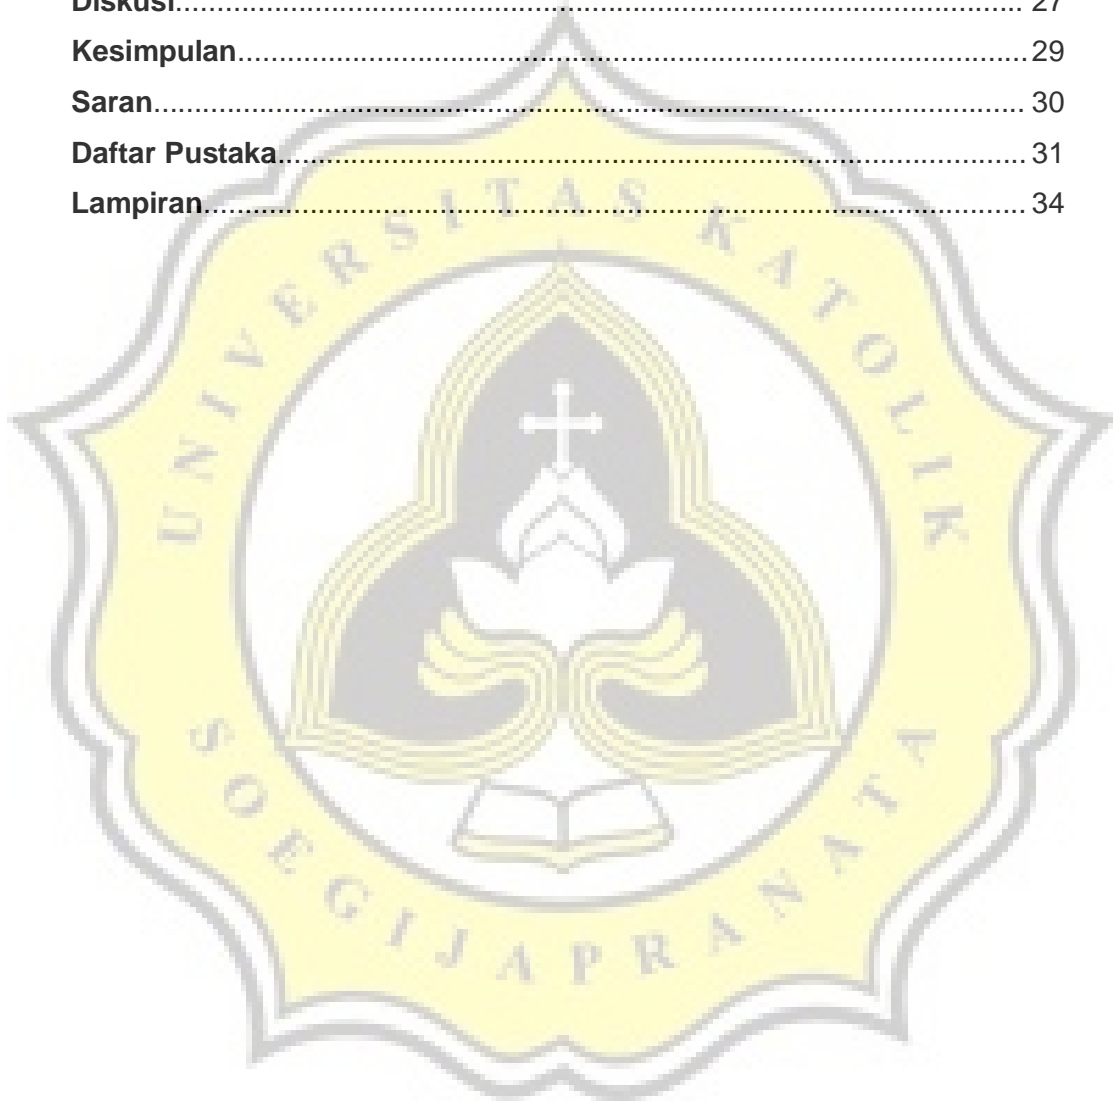 Diskusi........................................................................................................ 27
Kesimpulan................................................................................................. 29
Saran........................................................................................................... 30
Daftar Pustaka............................................................................................ 31
Lampiran..................................................................................................... 34
UNIVERSITAS KATOLIK
SOEGIJAPRANATA